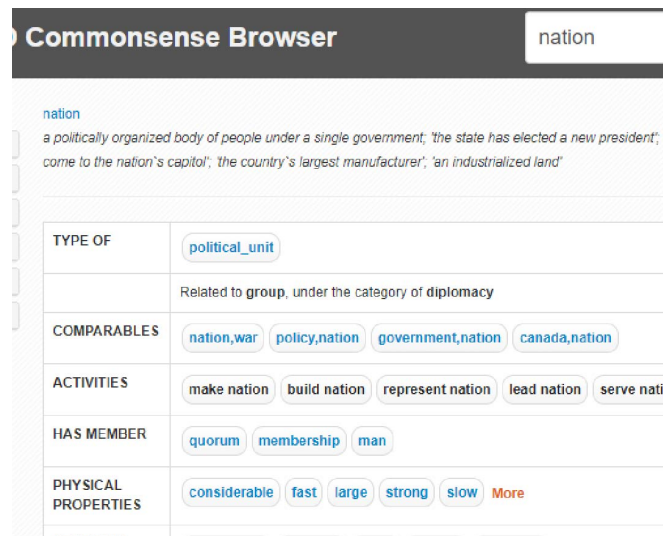 Commonsense Browser
nation
nation
a politically organized body of people under a single government; 'the state has elected a new president';
come to the nation`s capitol'; 'the country`s largest manufacturer'; 'an industrialized land'
TYPE OF political_unit
Related to group, under the category of diplomacy
COMPARABLES nation,war policy,nation government,nation canada,nation
ACTIVITIES make nation build nation represent nation lead nation serve nati
HAS MEMBER quorum membership man
PHYSICAL
PROPERTIES considerable fast large strong slow More